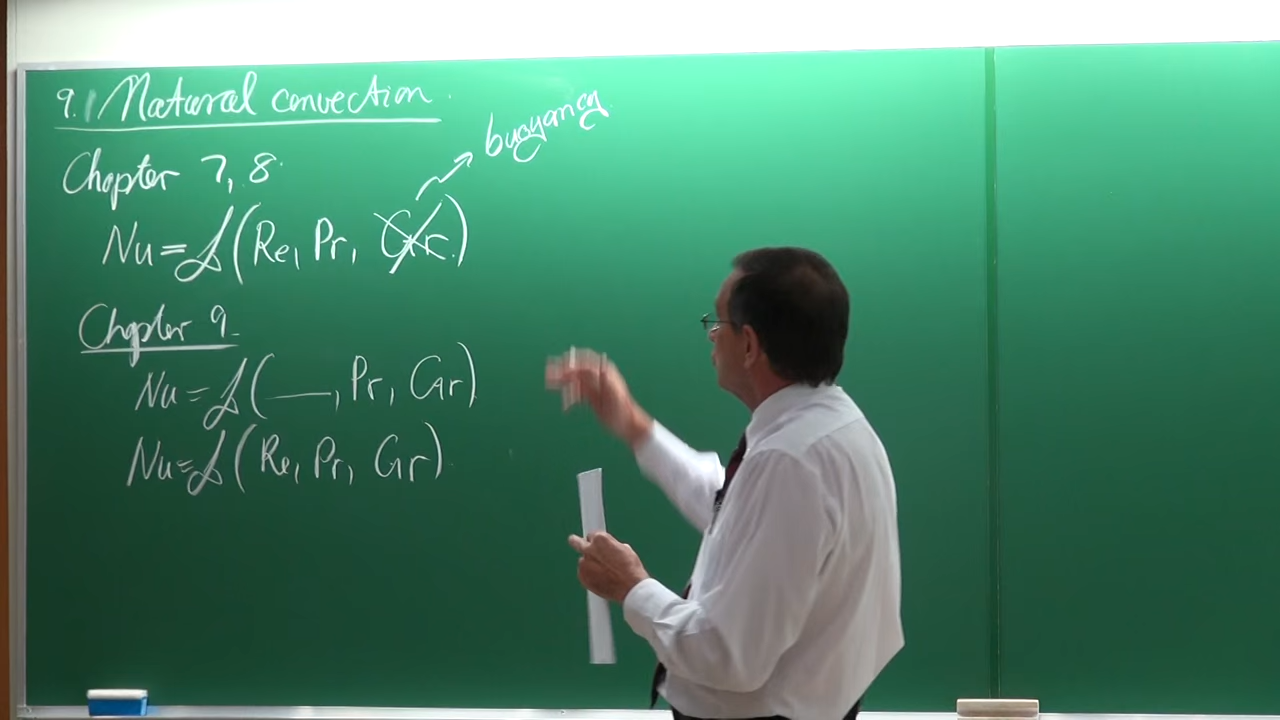 9.1 Natural convection.
buoyancy
Chapter 7, 8.
Nu = f(Re, Pr, Gr)
Chapter 9.
Nu = f( __, Pr, Gr)
Nu = f(Re, Pr, Gr)